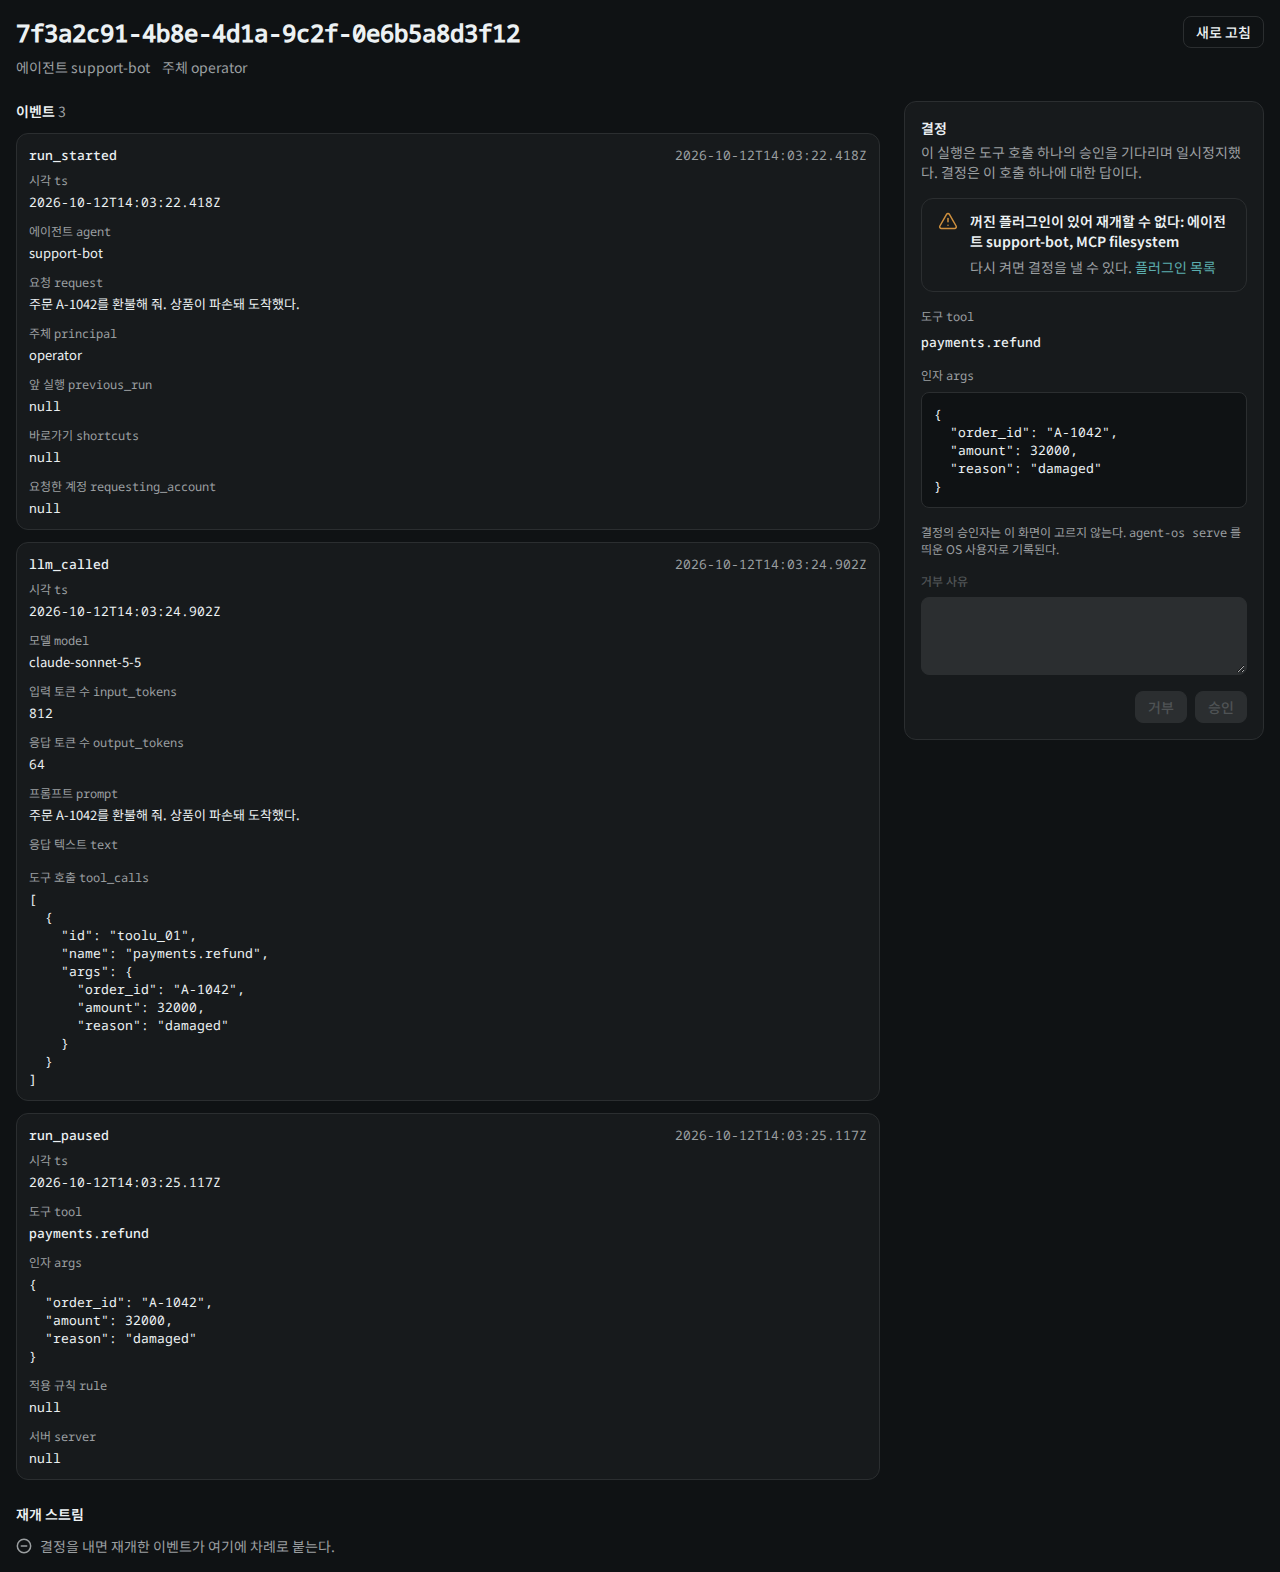 7f3a2c91-4b8e-4d1a-9c2f-0e6b5a8d3f12
새로 고침
에이전트 support-bot 주체 operator
이벤트 3
run_started 2026-10-12T14:03:22.418Z
시각 ts
2026-10-12T14:03:22.418Z
에이전트 agent
support-bot
요청 request
주문 A-1042를 환불해 줘. 상품이 파손돼 도착했다.
주체 principal
operator
앞 실행 previous_run
null
바로가기 shortcuts
null
요청한 계정 requesting_account
null
llm_called 2026-10-12T14:03:24.902Z
시각 ts
2026-10-12T14:03:24.902Z
모델 model
claude-sonnet-5-5
입력 토큰 수 input_tokens
812
응답 토큰 수 output_tokens
64
프롬프트 prompt
주문 A-1042를 환불해 줘. 상품이 파손돼 도착했다.
응답 텍스트 text
도구 호출 tool_calls
[
  {
    "id": "toolu_01",
    "name": "payments.refund",
    "args": {
      "order_id": "A-1042",
      "amount": 32000,
      "reason": "damaged"
    }
  }
]
run_paused 2026-10-12T14:03:25.117Z
시각 ts
2026-10-12T14:03:25.117Z
도구 tool
payments.refund
인자 args
{
  "order_id": "A-1042",
  "amount": 32000,
  "reason": "damaged"
}
적용 규칙 rule
null
서버 server
null
재개 스트림
결정을 내면 재개한 이벤트가 여기에 차례로 붙는다.
결정
이 실행은 도구 호출 하나의 승인을 기다리며 일시정지했
다. 결정은 이 호출 하나에 대한 답이다.
꺼진 플러그인이 있어 재개할 수 없다: 에이전
트 support-bot, MCP filesystem
다시 켜면 결정을 낼 수 있다. 플러그인 목록
도구 tool
payments.refund
인자 args
{
  "order_id": "A-1042",
  "amount": 32000,
  "reason": "damaged"
}
결정의 승인자는 이 화면이 고르지 않는다. agent-os serve 를
띄운 OS 사용자로 기록된다.
거부 사유
거부 승인